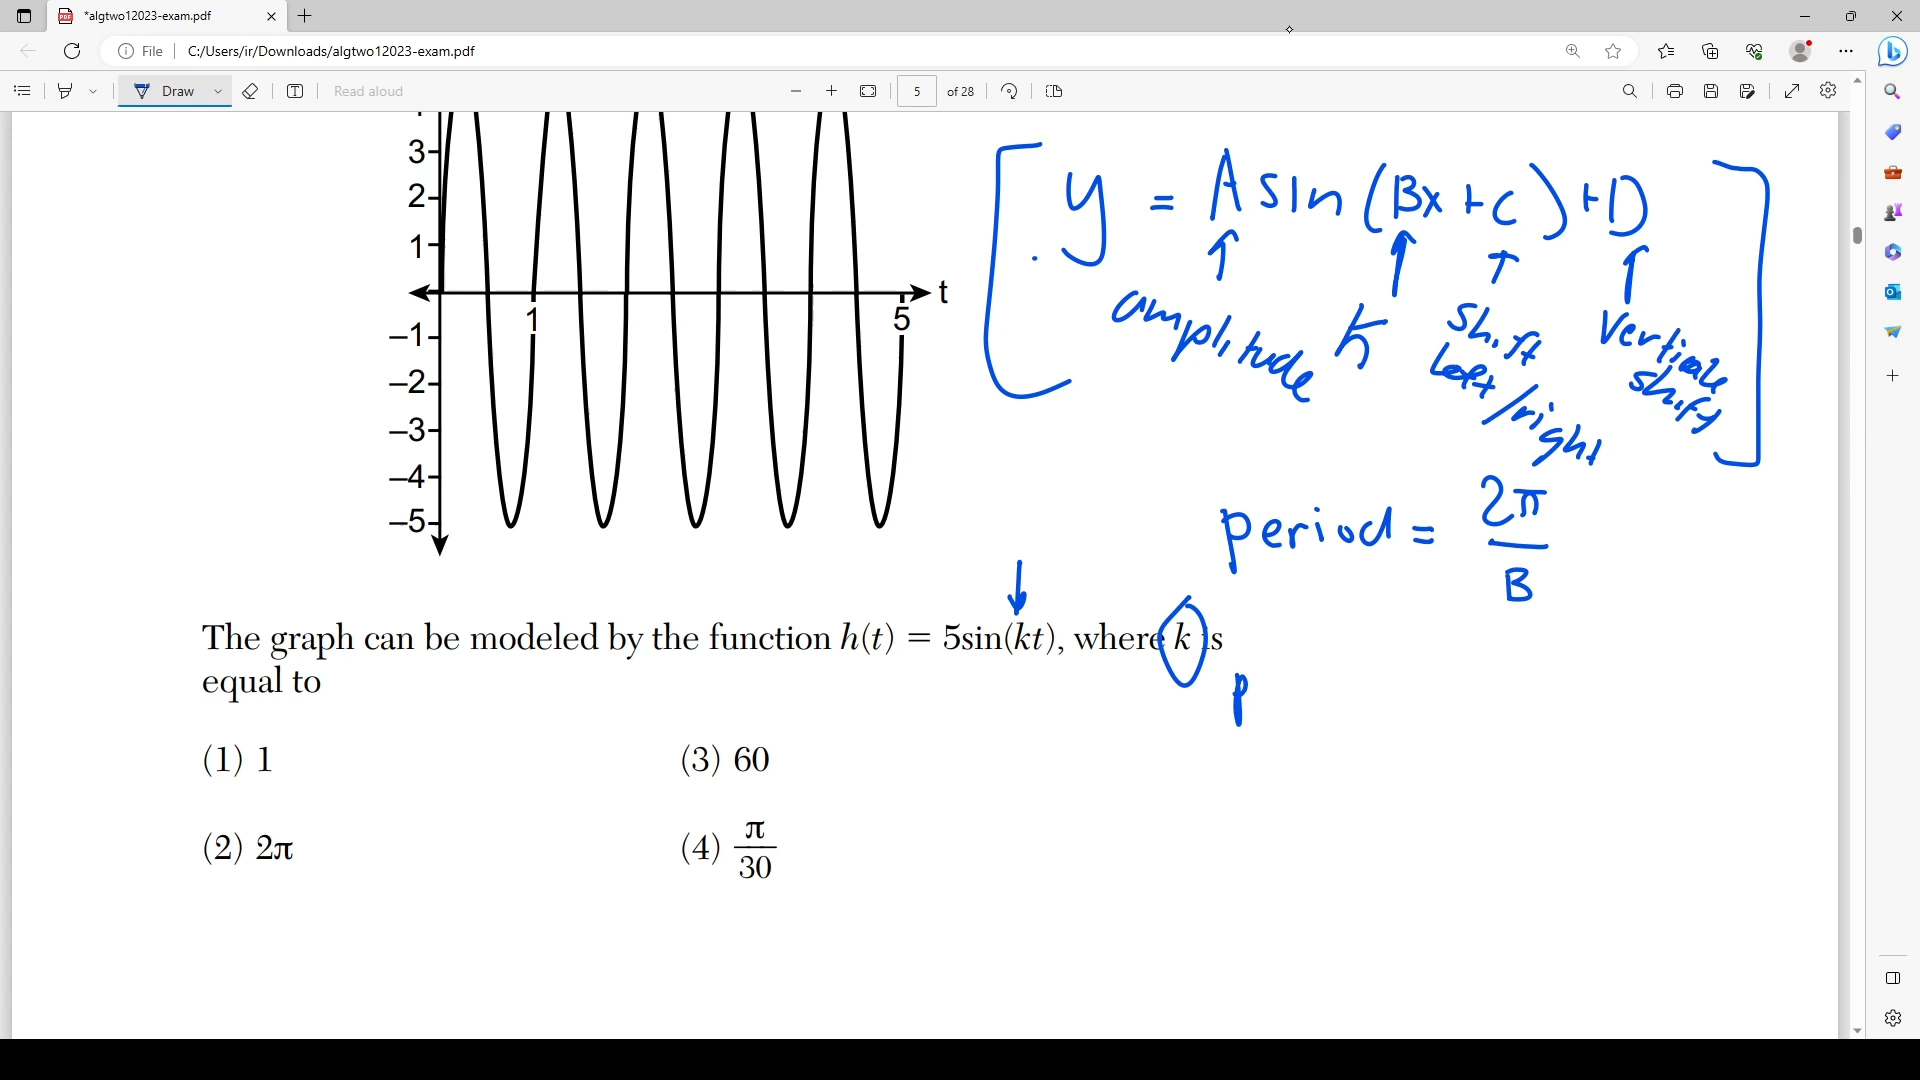 *algtwo12023-exam.pdf
File C:/Users/ir/Downloads/algtwo12023-exam.pdf
Draw Read aloud 5 of 28
3
2
1
t
1
5
–1
–2
–3
–4
–5
y = A sin (Bx + C) + D
amplitude
k
shift
left
/right
vertical
shift
period = 2π / B
The graph can be modeled by the function h(t) = 5sin(kt), where k is
equal to
p
(1) 1
(3) 60
(2) 2π
(4) π/30